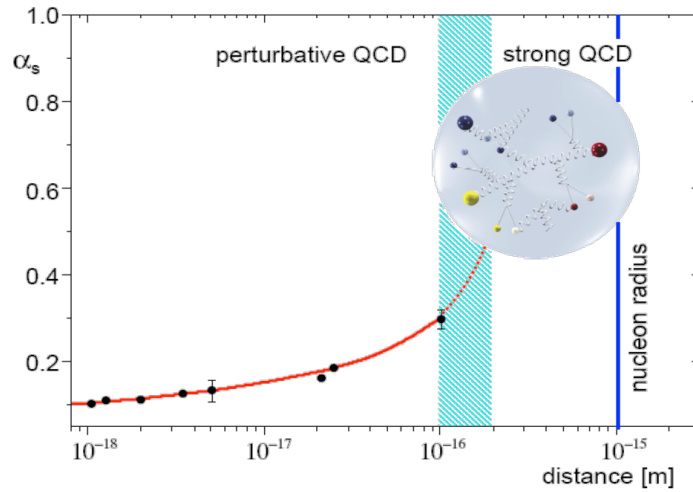 1.0
αs
perturbative QCD
strong QCD
0.8
0.6
0.4
0.2
nucleon radius
10⁻¹⁸
10⁻¹⁷
10⁻¹⁶
10⁻¹⁵
distance [m]